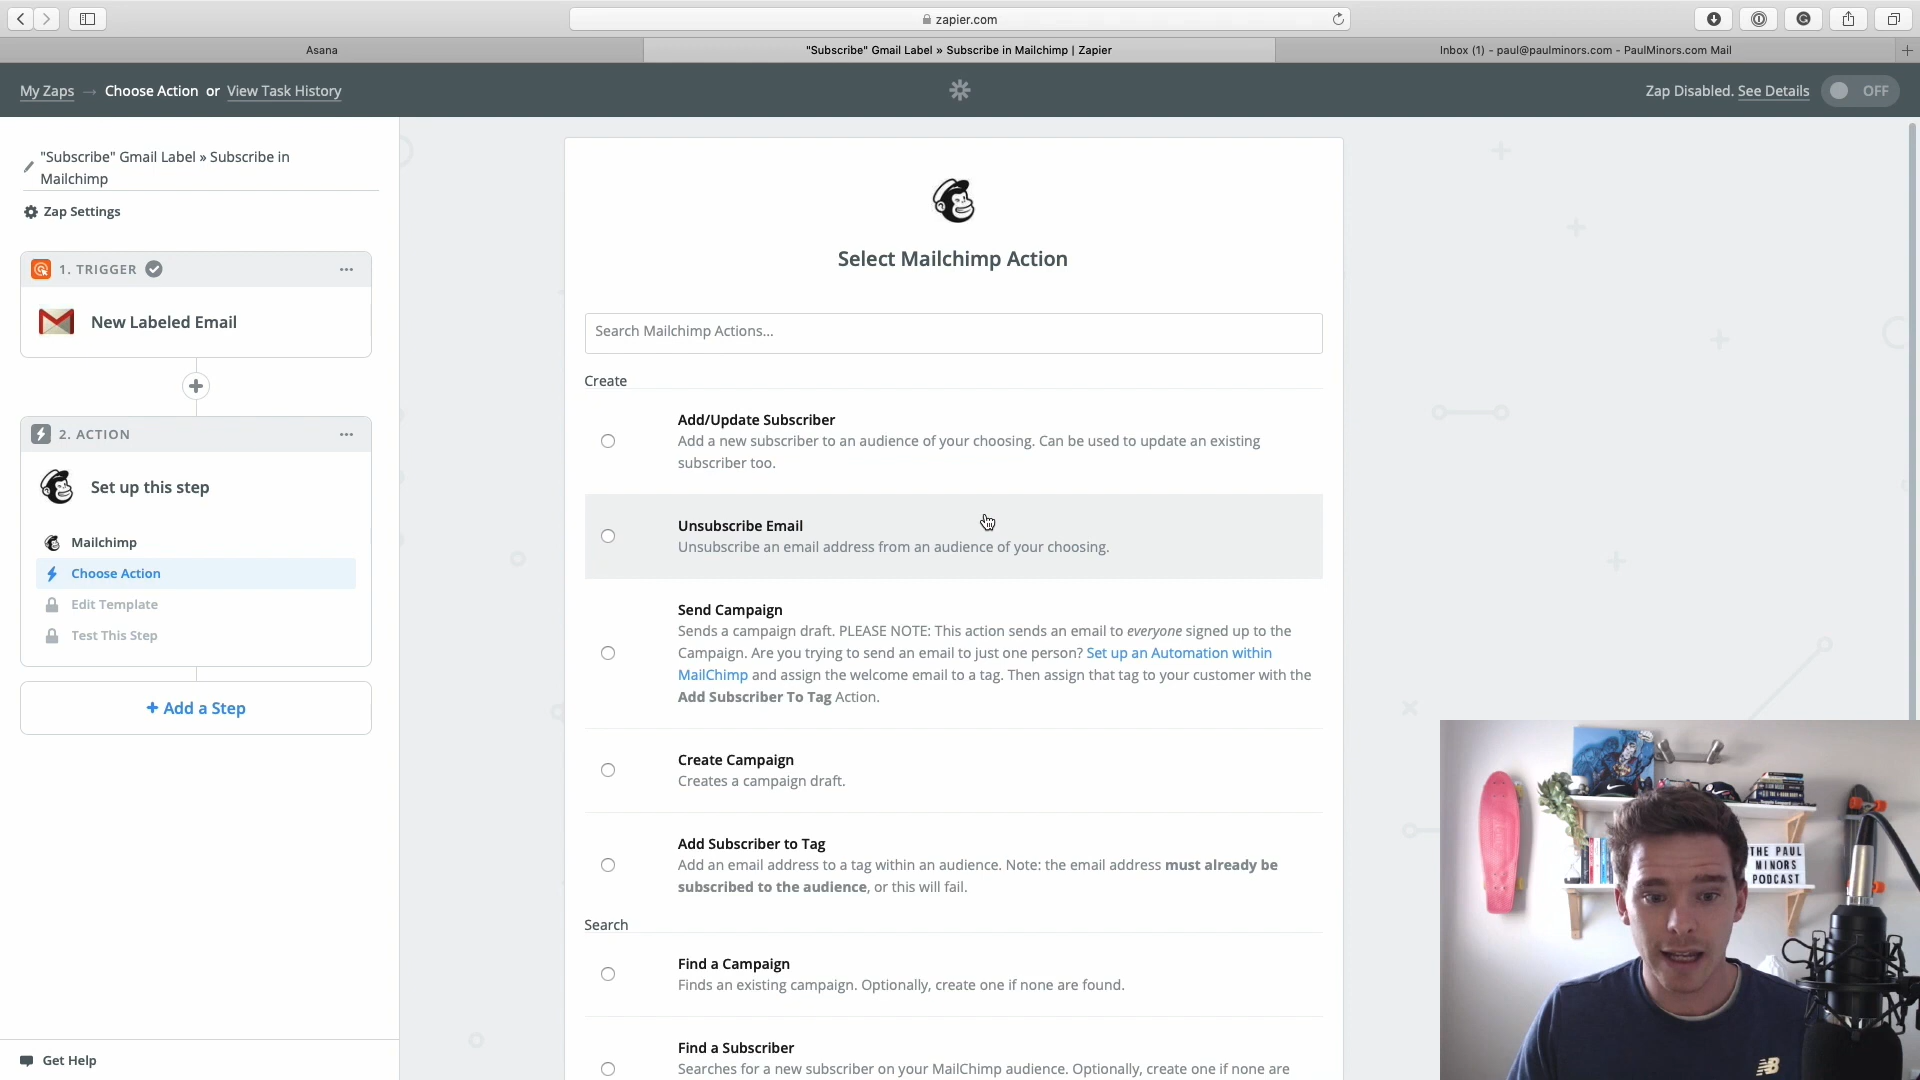 zapier.com
Asana
"Subscribe" Gmail Label » Subscribe in Mailchimp | Zapier
Inbox (1) - paul@paulminors.com - PaulMinors.com Mail
My Zaps → Choose Action or View Task History
Zap Disabled. See Details
OFF
"Subscribe" Gmail Label » Subscribe in
Mailchimp
Zap Settings
1. TRIGGER
New Labeled Email
2. ACTION
Set up this step
Mailchimp
Choose Action
Edit Template
Test This Step
+ Add a Step
Get Help
Select Mailchimp Action
Search Mailchimp Actions...
Create
Add/Update Subscriber
Add a new subscriber to an audience of your choosing. Can be used to update an existing
subscriber too.
Unsubscribe Email
Unsubscribe an email address from an audience of your choosing.
Send Campaign
Sends a campaign draft. PLEASE NOTE: This action sends an email to everyone signed up to the
Campaign. Are you trying to send an email to just one person? Set up an Automation within
MailChimp and assign the welcome email to a tag. Then assign that tag to your customer with the
Add Subscriber To Tag Action.
Create Campaign
Creates a campaign draft.
Add Subscriber to Tag
Add an email address to a tag within an audience. Note: the email address must already be
subscribed to the audience, or this will fail.
Search
Find a Campaign
Finds an existing campaign. Optionally, create one if none are found.
Find a Subscriber
Searches for a new subscriber on your MailChimp audience. Optionally, create one if none are
THE PAUL
MINORS
PODCAST
NB